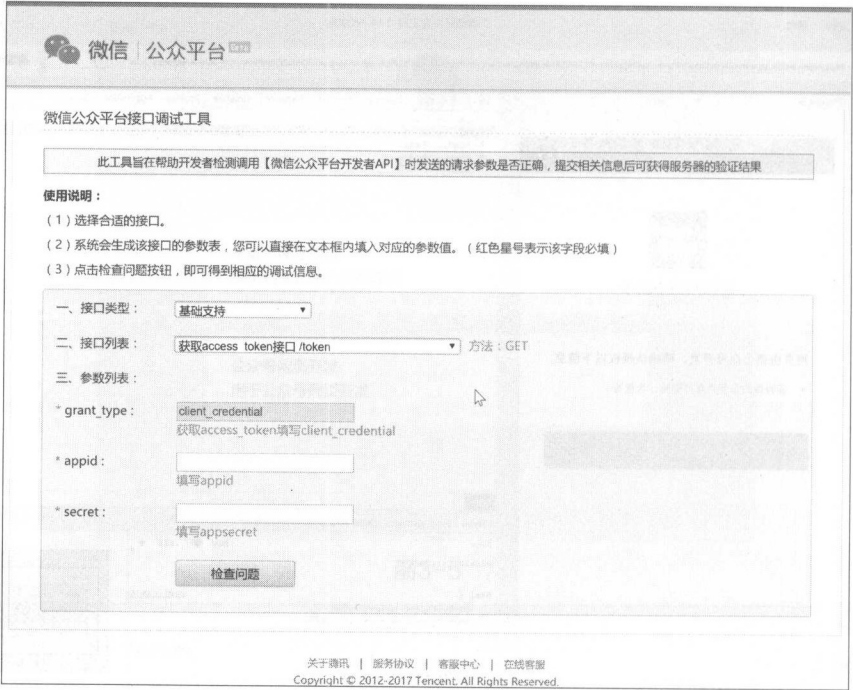 微信 | 公众平台
微信公众平台接口调试工具
此工具旨在帮助开发者检测调用【微信公众平台开发者API】时发送的请求参数是否正确，提交相关信息后可获得服务器的验证结果
使用说明：
（1）选择合适的接口。
（2）系统会生成该接口的参数表，您可以直接在文本框内填入对应的参数值。（红色星号表示该字段必填）
（3）点击检查问题按钮，即可得到相应的调试信息。
一、接口类型： 基础支持
二、接口列表： 获取access_token接口 /token 方法：GET
三、参数列表：
* grant_type： client_credential
获取access_token填写client_credential
* appid：
填写appid
* secret：
填写appsecret
检查问题
关于腾讯 | 服务协议 | 客服中心 | 在线客服
Copyright © 2012-2017 Tencent. All Rights Reserved.